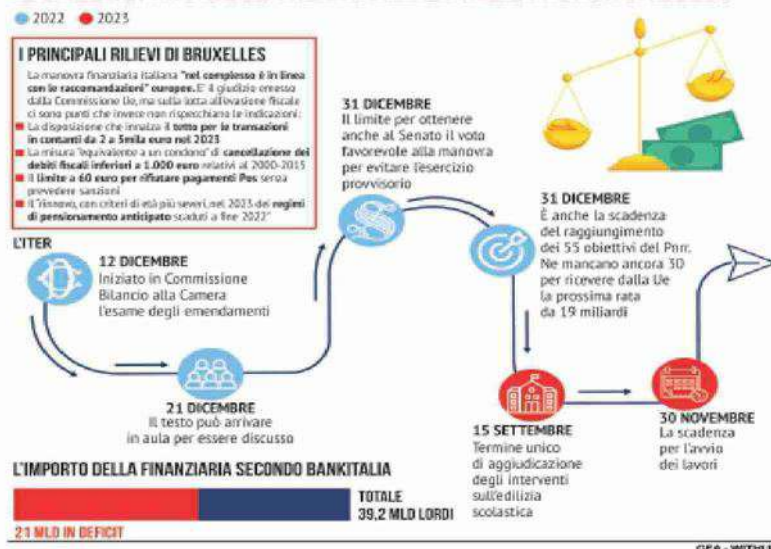 2022 2023
I PRINCIPALI RILIEVI DI BRUXELLES
La manovra finanziaria italiana "nel complesso è in linea
con le raccomandazioni" europee. E' il giudizio emesso
dalla Commissione Ue, ma sulla lotta all'evasione fiscale
ci sono punti che invece non rispecchiano le indicazioni:
La disposizione che innalza il tetto per le transazioni
in contanti da 2 a 5mila euro nel 2023
La misura "equivalente a un condono" di cancellazione dei
debiti fiscali inferiori a 1.000 euro relativi al 2000-2015
Il limite a 60 euro per rifiutare pagamenti Pos senza
prevedere sanzioni
Il "rinnovo, con criteri di età più severi, nel 2023 dei regimi
di pensionamento anticipato scaduti a fine 2022"
L'ITER
12 DICEMBRE
Iniziato in Commissione
Bilancio alla Camera
l'esame degli emendamenti
21 DICEMBRE
Il testo può arrivare
in aula per essere discusso
31 DICEMBRE
Il limite per ottenere
anche al Senato il voto
favorevole alla manovra
per evitare l'esercizio
provvisorio
31 DICEMBRE
È anche la scadenza
del raggiungimento
dei 55 obiettivi del Pnrr.
Ne mancano ancora 30
per ricevere dalla Ue
la prossima rata
da 19 miliardi
15 SETTEMBRE
Termine unico
di aggiudicazione
degli interventi
sull'edilizia
scolastica
30 NOVEMBRE
La scadenza
per l'avvio
dei lavori
L'IMPORTO DELLA FINANZIARIA SECONDO BANKITALIA
TOTALE
39,2 MLD LORDI
21 MLD IN DEFICIT